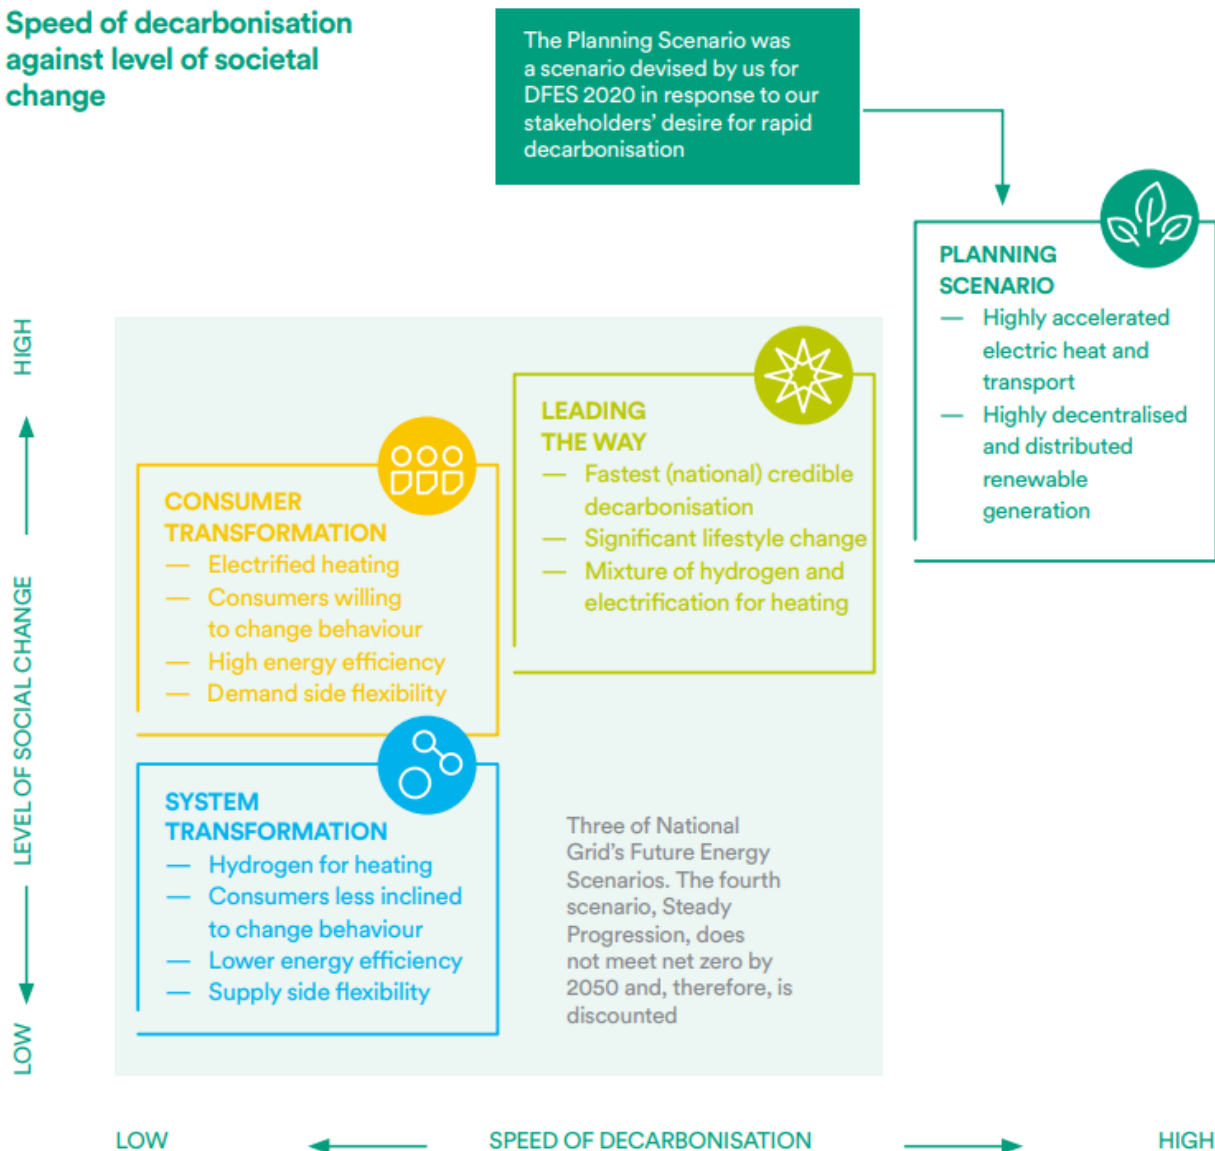 Speed of decarbonisation
against level of societal
change
The Planning Scenario was
a scenario devised by us for
DFES 2020 in response to our
stakeholders’ desire for rapid
decarbonisation
PLANNING
SCENARIO
— Highly accelerated
electric heat and
transport
— Highly decentralised
and distributed
renewable
generation
HIGH
LEVEL OF SOCIAL CHANGE
LOW
LEADING
THE WAY
— Fastest (national) credible
decarbonisation
— Significant lifestyle change
— Mixture of hydrogen and
electrification for heating
CONSUMER
TRANSFORMATION
— Electrified heating
— Consumers willing
to change behaviour
— High energy efficiency
— Demand side flexibility
SYSTEM
TRANSFORMATION
— Hydrogen for heating
— Consumers less inclined
to change behaviour
— Lower energy efficiency
— Supply side flexibility
Three of National
Grid’s Future Energy
Scenarios. The fourth
scenario, Steady
Progression, does
not meet net zero by
2050 and, therefore, is
discounted
LOW
SPEED OF DECARBONISATION
HIGH